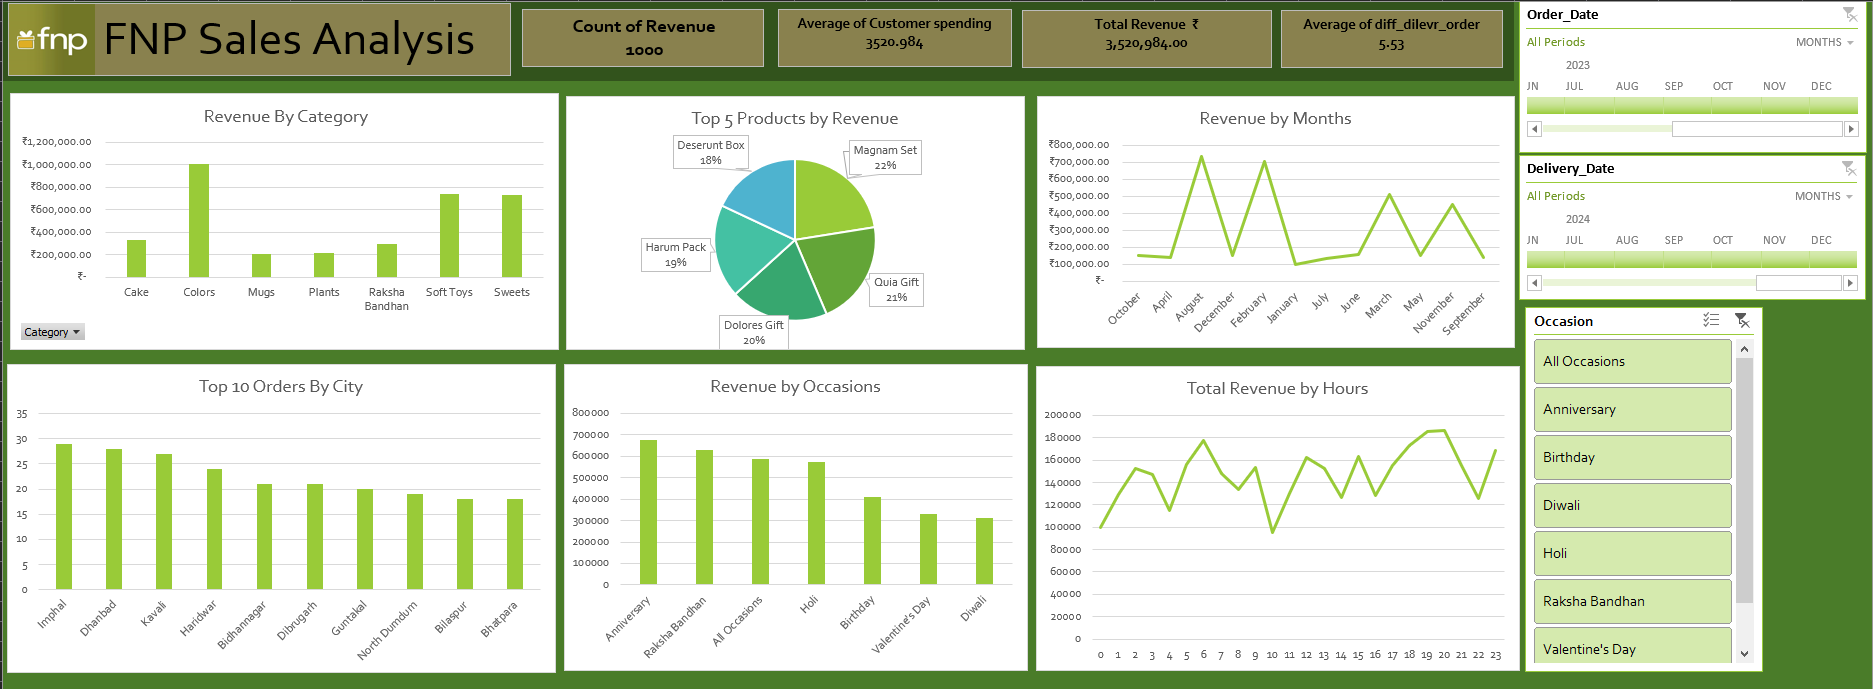 fnp
FNP Sales Analysis
Count of Revenue
1000
Average of Customer spending
3520.984
Total Revenue ₹
3,520,984.00
Average of diff_dilevr_order
5.53
Order_Date
All Periods
MONTHS
2023
JN JUL AUG SEP OCT NOV DEC
Delivery_Date
All Periods
MONTHS
2024
JN JUL AUG SEP OCT NOV DEC
Revenue By Category
₹1,200,000.00
₹1,000,000.00
₹800,000.00
₹600,000.00
₹400,000.00
₹200,000.00
₹-
Cake Colors Mugs Plants Raksha Bandhan Soft Toys Sweets
Category
Top 5 Products by Revenue
Deserunt Box
18%
Magnam Set
22%
Harum Pack
19%
Quia Gift
21%
Dolores Gift
20%
Revenue by Months
₹800,000.00
₹700,000.00
₹600,000.00
₹500,000.00
₹400,000.00
₹300,000.00
₹200,000.00
₹100,000.00
₹-
October April August December February January July June March May November September
Top 10 Orders By City
35
30
25
20
15
10
5
0
Imphal Dhanbad Kavali Haridwar Bidhannagar Dibrugarh Guntakal North Dumdum Bilaspur Bhatpara
Revenue by Occasions
800000
700000
600000
500000
400000
300000
200000
100000
0
Anniversary Raksha Bandhan All Occasions Holi Birthday Valentine's Day Diwali
Total Revenue by Hours
200000
180000
160000
140000
120000
100000
80000
60000
40000
20000
0
0 1 2 3 4 5 6 7 8 9 10 11 12 13 14 15 16 17 18 19 20 21 22 23
Occasion
All Occasions
Anniversary
Birthday
Diwali
Holi
Raksha Bandhan
Valentine's Day